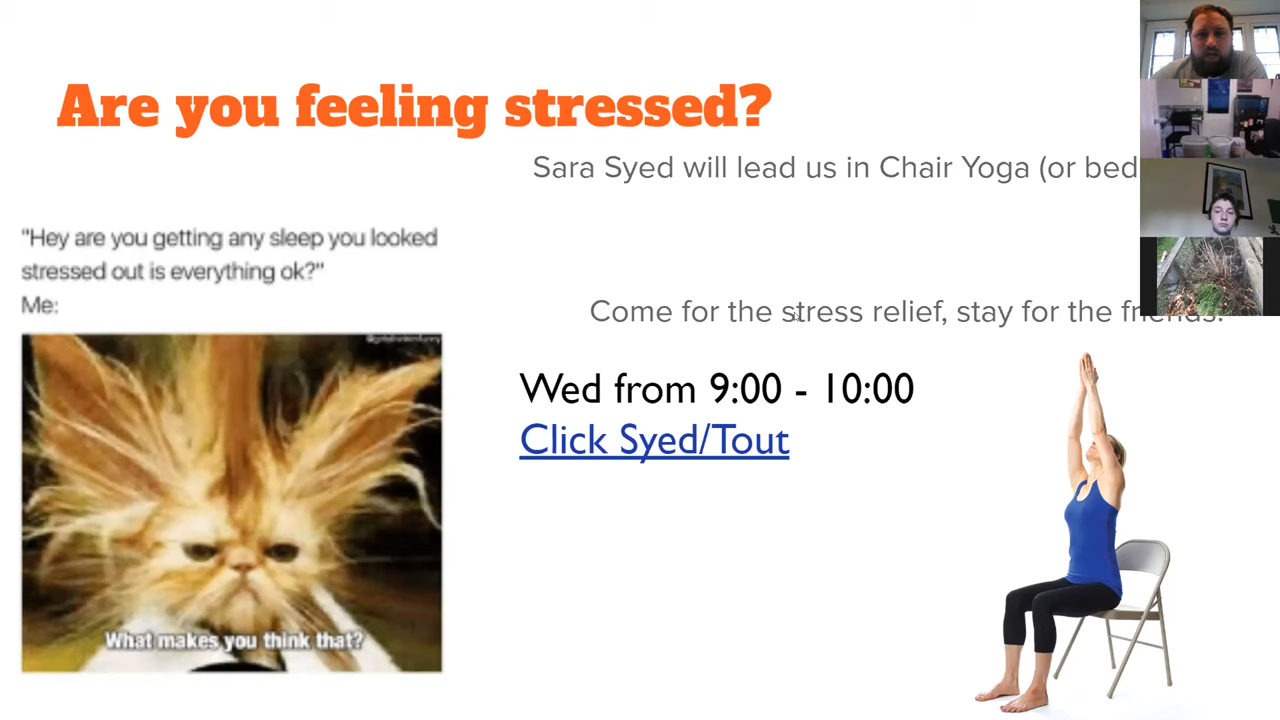 Are you feeling stressed?
Sara Syed will lead us in Chair Yoga (or bed
"Hey are you getting any sleep you looked
stressed out is everything ok?"
Me:
Come for the stress relief, stay for the friends!
Wed from 9:00 - 10:00
Click Syed/Tout
What makes you think that?